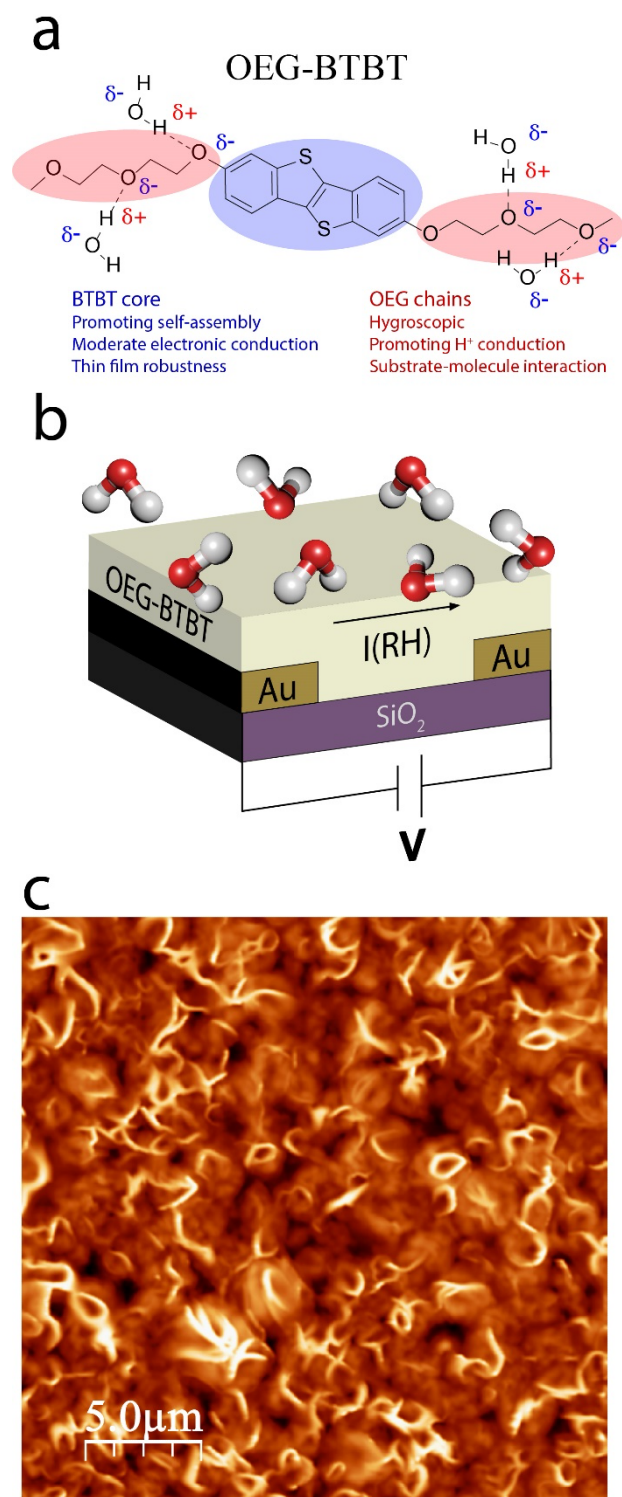 a
OEG-BTBT
δ- H
O H δ+ δ- H O δ-
O O O S H δ+
O δ- O δ-
H δ+ S O O O
δ- O H H O H δ-
H δ- δ+
BTBT core OEG chains
Promoting self-assembly Hygroscopic
Moderate electronic conduction Promoting H⁺ conduction
Thin film robustness Substrate-molecule interaction
b
OEG-BTBT
I(RH)
Au Au
SiO₂
V
c
5.0µm